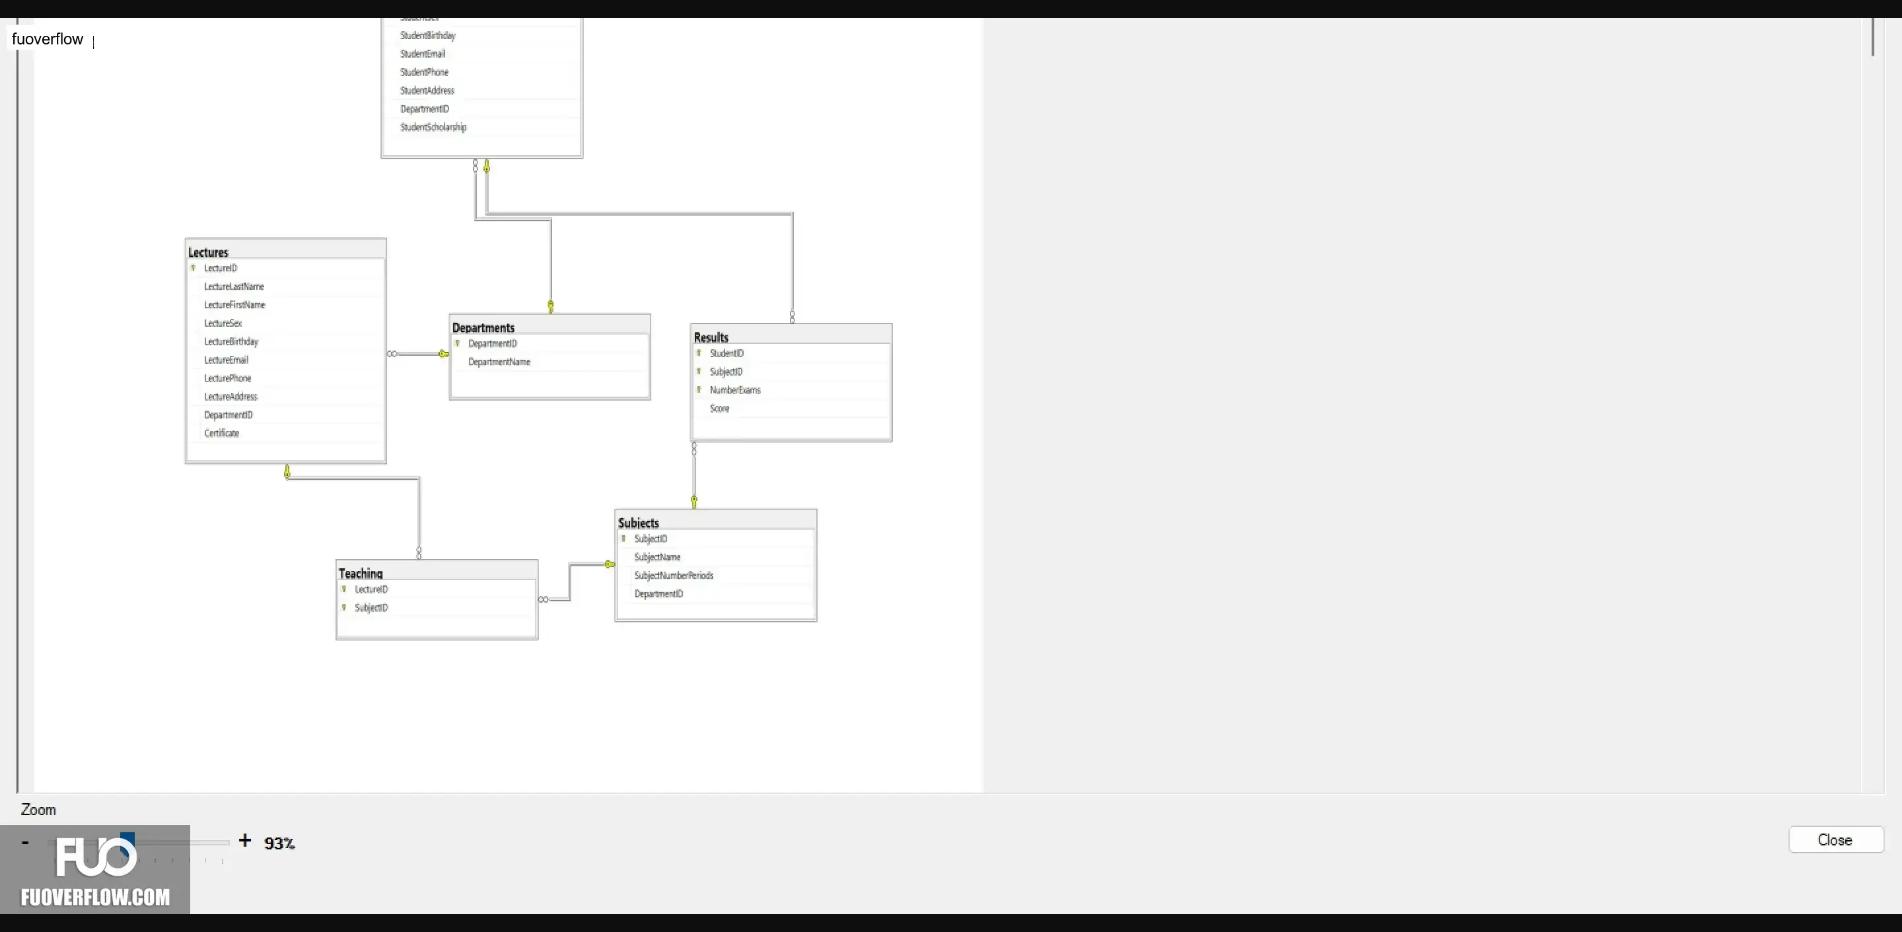 fuoverflow
StudentBirthday
StudentEmail
StudentPhone
StudentAddress
DepartmentID
StudentScholarship
Lectures
LectureID
LectureLastName
LectureFirstName
LectureSex
LectureBirthday
LectureEmail
LecturePhone
LectureAddress
DepartmentID
Certificate
Departments
DepartmentID
DepartmentName
Results
StudentID
SubjectID
NumberExams
Score
Teaching
LectureID
SubjectID
Subjects
SubjectID
SubjectName
SubjectNumberPeriods
DepartmentID
Zoom
- + 93%
Close
FUO
FUOVERFLOW.COM